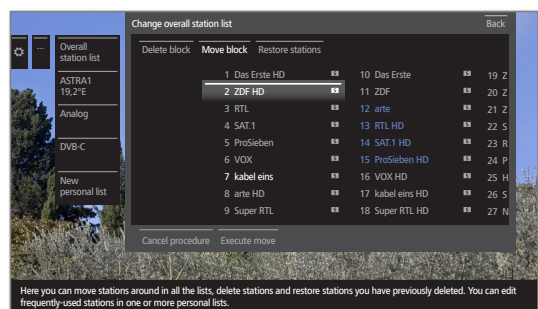 Change overall station list
Back
...
Overall station list
ASTRA1 19,2°E
Analog
DVB-C
New personal list
Delete block Move block Restore stations
1 Das Erste HD S 10 Das Erste S 19 Z
2 ZDF HD S 11 ZDF S 20 Z
3 RTL S 12 arte S 21 Z
4 SAT.1 S 13 RTL HD S 22 S
5 ProSieben S 14 SAT.1 HD S 23 R
6 VOX S 15 ProSieben HD S 24 P
7 kabel eins S 16 VOX HD S 25 H
8 arte HD S 17 kabel eins HD S 26 S
9 Super RTL S 18 Super RTL HD S 27 N
Cancel procedure Execute move
Here you can move stations around in all the lists, delete stations and restore stations you have previously deleted. You can edit
frequently-used stations in one or more personal lists.